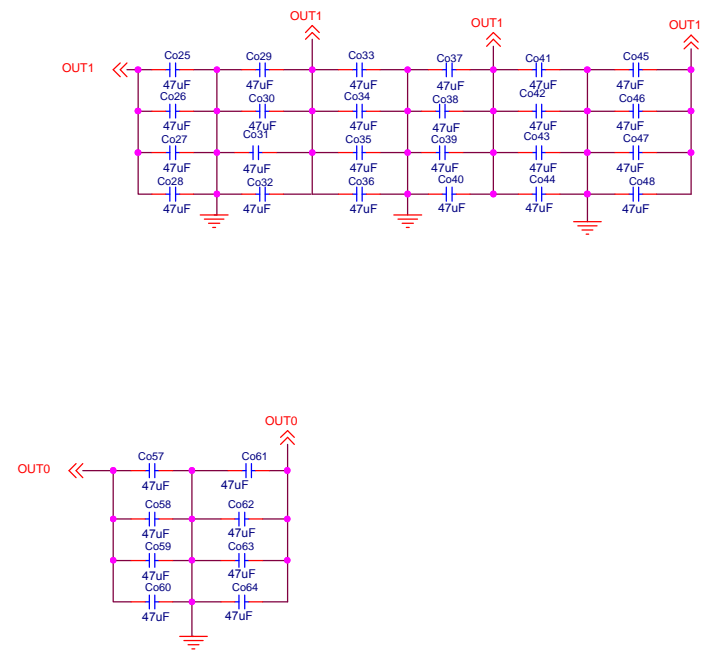 OUT1 OUT1 OUT1
OUT1 Co25 Co29 Co33 Co37 Co41 Co45
47uF 47uF 47uF 47uF 47uF 47uF
Co26 Co30 Co34 Co38 Co42 Co46
47uF 47uF 47uF 47uF 47uF 47uF
Co27 Co31 Co35 Co39 Co43 Co47
47uF 47uF 47uF 47uF 47uF 47uF
Co28 Co32 Co36 Co40 Co44 Co48
47uF 47uF 47uF 47uF 47uF 47uF
OUT0
OUT0 Co57 Co61
47uF 47uF
Co58 Co62
47uF 47uF
Co59 Co63
47uF 47uF
Co60 Co64
47uF 47uF